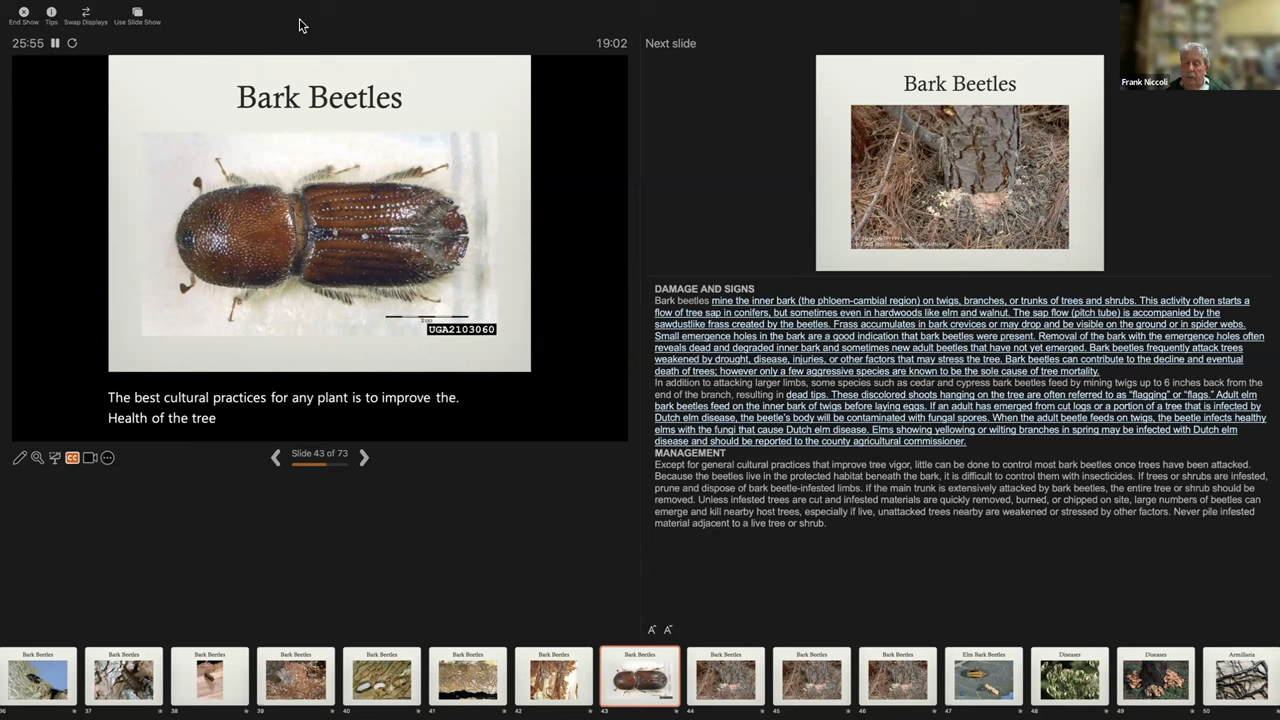 End Show
Tips
Swap Displays
Use Slide Show
25:55
19:02
Next slide
Frank Niccoli
Bark Beetles
UGA2103060
The best cultural practices for any plant is to improve the.
Health of the tree
CC
Slide 43 of 73
Bark Beetles
DAMAGE AND SIGNS
Bark beetles mine the inner bark (the phloem-cambial region) on twigs, branches, or trunks of trees and shrubs. This activity often starts a
flow of tree sap in conifers, but sometimes even in hardwoods like elm and walnut. The sap flow (pitch tube) is accompanied by the
sawdustlike frass created by the beetles. Frass accumulates in bark crevices or may drop and be visible on the ground or in spider webs.
Small emergence holes in the bark are a good indication that bark beetles were present. Removal of the bark with the emergence holes often
reveals dead and degraded inner bark and sometimes new adult beetles that have not yet emerged. Bark beetles frequently attack trees
weakened by drought, disease, injuries, or other factors that may stress the tree. Bark beetles can contribute to the decline and eventual
death of trees; however only a few aggressive species are known to be the sole cause of tree mortality.
In addition to attacking larger limbs, some species such as cedar and cypress bark beetles feed by mining twigs up to 6 inches back from the
end of the branch, resulting in dead tips. These discolored shoots hanging on the tree are often referred to as "flagging" or "flags." Adult elm
bark beetles feed on the inner bark of twigs before laying eggs. If an adult has emerged from cut logs or a portion of a tree that is infected by
Dutch elm disease, the beetle's body will be contaminated with fungal spores. When the adult beetle feeds on twigs, the beetle infects healthy
elms with the fungi that cause Dutch elm disease. Elms showing yellowing or wilting branches in spring may be infected with Dutch elm
disease and should be reported to the county agricultural commissioner.
MANAGEMENT
Except for general cultural practices that improve tree vigor, little can be done to control most bark beetles once trees have been attacked.
Because the beetles live in the protected habitat beneath the bark, it is difficult to control them with insecticides. If trees or shrubs are infested,
prune and dispose of bark beetle-infested limbs. If the main trunk is extensively attacked by bark beetles, the entire tree or shrub should be
removed. Unless infested trees are cut and infested materials are quickly removed, burned, or chipped on site, large numbers of beetles can
emerge and kill nearby host trees, especially if live, unattacked trees nearby are weakened or stressed by other factors. Never pile infested
material adjacent to a live tree or shrub.
A A
Bark Beetles Bark Beetles Bark Beetles Bark Beetles Bark Beetles Bark Beetles Bark Beetles Bark Beetles Bark Beetles Bark Beetles Bark Beetles Elm Bark Beetles Diseases Diseases Armillaria
36 37 38 39 40 41 42 43 44 45 46 47 48 49 50